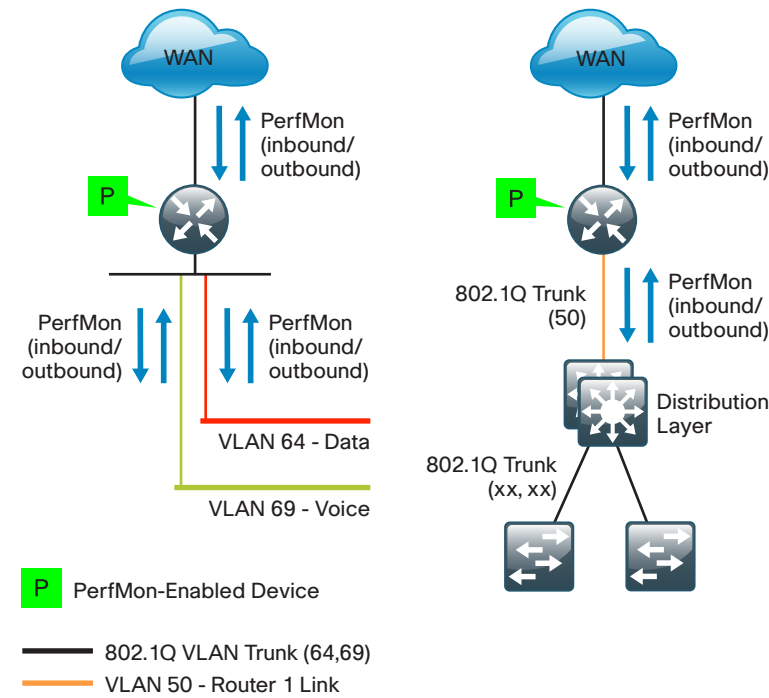 WAN
PerfMon
(inbound/
outbound)
P
PerfMon
(inbound/
outbound)
PerfMon
(inbound/
outbound)
VLAN 64 - Data
VLAN 69 - Voice
WAN
PerfMon
(inbound/
outbound)
P
802.1Q Trunk
(50)
PerfMon
(inbound/
outbound)
Distribution
Layer
802.1Q Trunk
(xx, xx)
P PerfMon-Enabled Device
802.1Q VLAN Trunk (64,69)
VLAN 50 - Router 1 Link